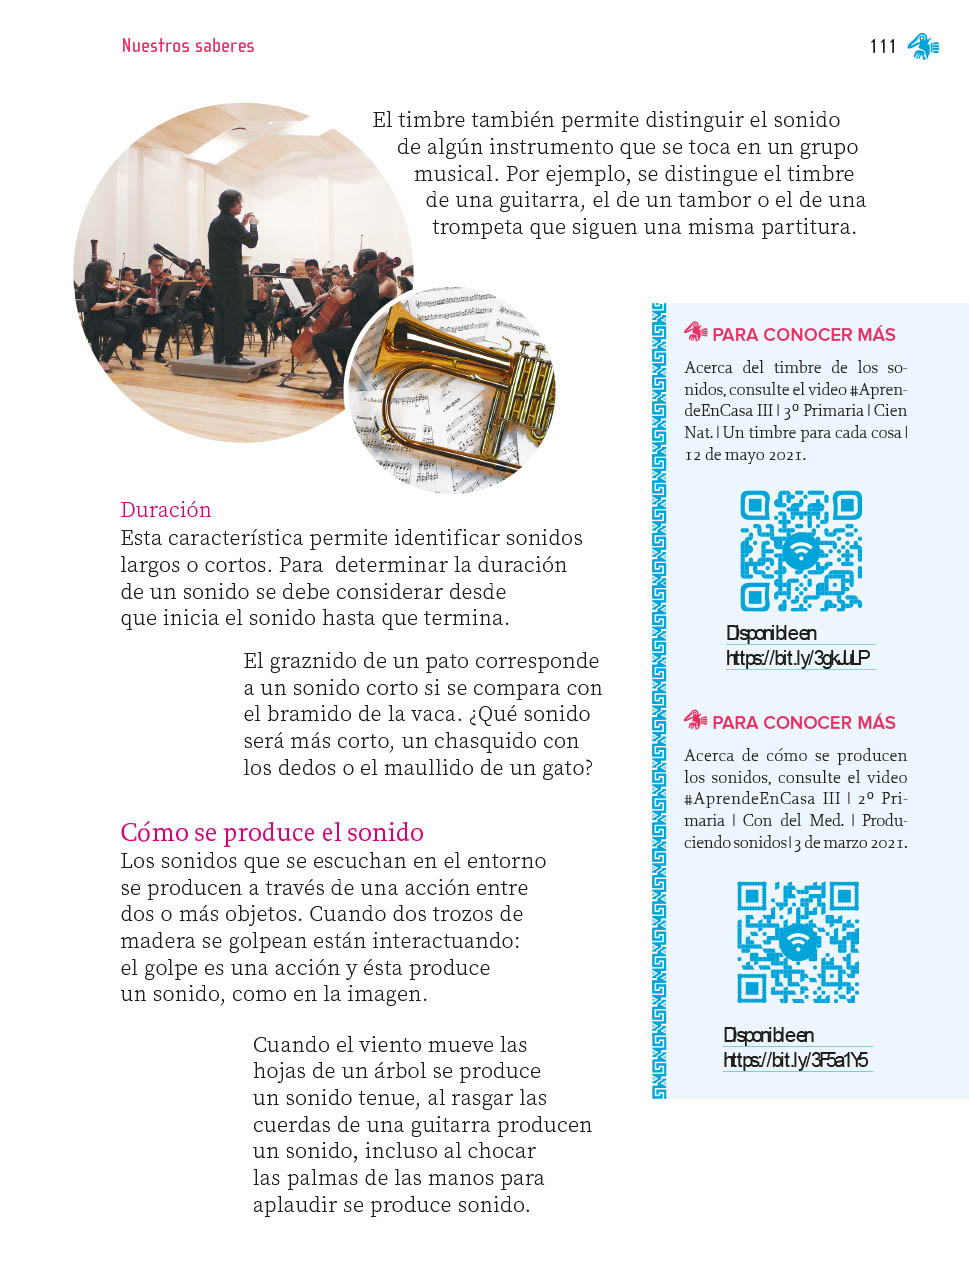 Nuestros saberes
111
El timbre también permite distinguir el sonido
de algún instrumento que se toca en un grupo
musical. Por ejemplo, se distingue el timbre
de una guitarra, el de un tambor o el de una
trompeta que siguen una misma partitura.
Duración
Esta característica permite identificar sonidos
largos o cortos. Para determinar la duración
de un sonido se debe considerar desde
que inicia el sonido hasta que termina.
El graznido de un pato corresponde
a un sonido corto si se compara con
el bramido de la vaca. ¿Qué sonido
será más corto, un chasquido con
los dedos o el maullido de un gato?
Cómo se produce el sonido
Los sonidos que se escuchan en el entorno
se producen a través de una acción entre
dos o más objetos. Cuando dos trozos de
madera se golpean están interactuando:
el golpe es una acción y ésta produce
un sonido, como en la imagen.
Cuando el viento mueve las
hojas de un árbol se produce
un sonido tenue, al rasgar las
cuerdas de una guitarra producen
un sonido, incluso al chocar
las palmas de las manos para
aplaudir se produce sonido.
PARA CONOCER MÁS
Acerca del timbre de los so-
nidos, consulte el video #Apren-
deEnCasa III | 3º Primaria | Cien
Nat. | Un timbre para cada cosa |
12 de mayo 2021.
Disponible en
https://bit.ly/3gkJuLP
PARA CONOCER MÁS
Acerca de cómo se producen
los sonidos, consulte el video
#AprendeEnCasa III | 2º Pri-
maria | Con del Med. | Produ-
ciendo sonidos | 3 de marzo 2021.
Disponible en
https://bit.ly/3F5a1Y5